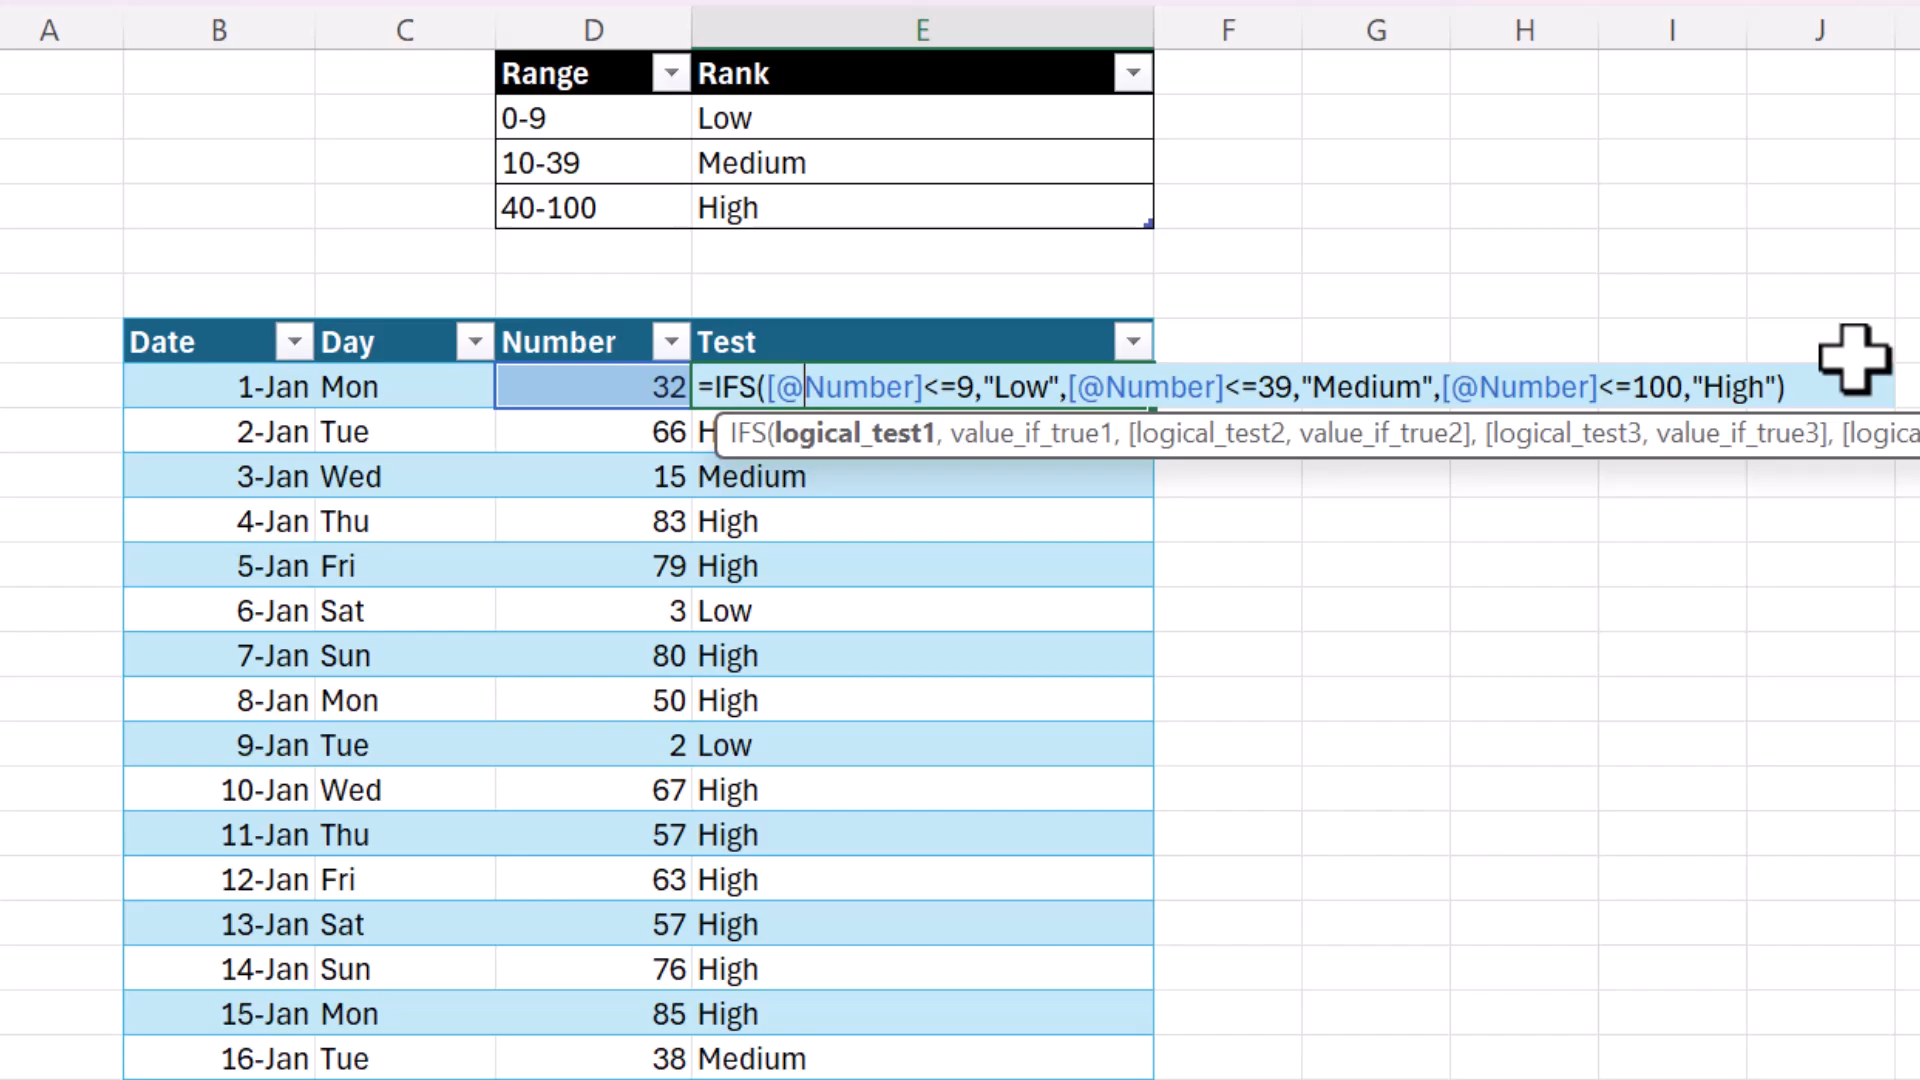 A B C D E F G H I J
Range Rank
0-9 Low
10-39 Medium
40-100 High
Date Day Number Test
1-Jan Mon 32 =IFS([@Number]<=9,"Low",[@Number]<=39,"Medium",[@Number]<=100,"High")
2-Jan Tue 66 H IFS(logical_test1, value_if_true1, [logical_test2, value_if_true2], [logical_test3, value_if_true3], [logica
3-Jan Wed 15 Medium
4-Jan Thu 83 High
5-Jan Fri 79 High
6-Jan Sat 3 Low
7-Jan Sun 80 High
8-Jan Mon 50 High
9-Jan Tue 2 Low
10-Jan Wed 67 High
11-Jan Thu 57 High
12-Jan Fri 63 High
13-Jan Sat 57 High
14-Jan Sun 76 High
15-Jan Mon 85 High
16-Jan Tue 38 Medium